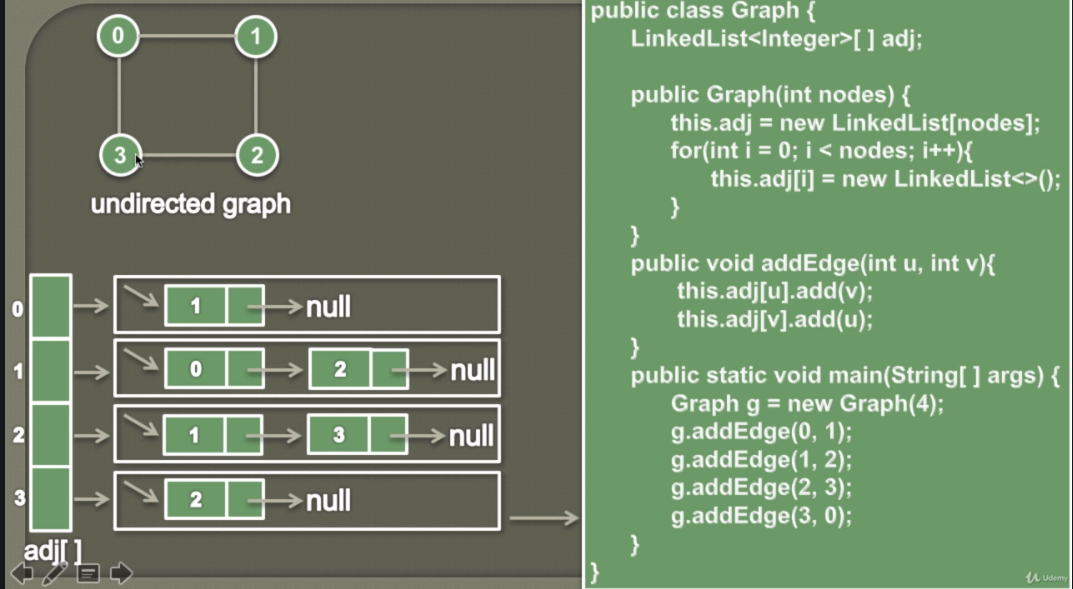 0 1
3 2
undirected graph
0 1 null
1 0 2 null
2 1 3 null
3 2 null
adj[ ]
public class Graph {
LinkedList<Integer>[ ] adj;
public Graph(int nodes) {
this.adj = new LinkedList[nodes];
for(int i = 0; i < nodes; i++){
this.adj[i] = new LinkedList<>();
}
}
public void addEdge(int u, int v){
this.adj[u].add(v);
this.adj[v].add(u);
}
public static void main(String[ ] args) {
Graph g = new Graph(4);
g.addEdge(0, 1);
g.addEdge(1, 2);
g.addEdge(2, 3);
g.addEdge(3, 0);
}
}
Udemy